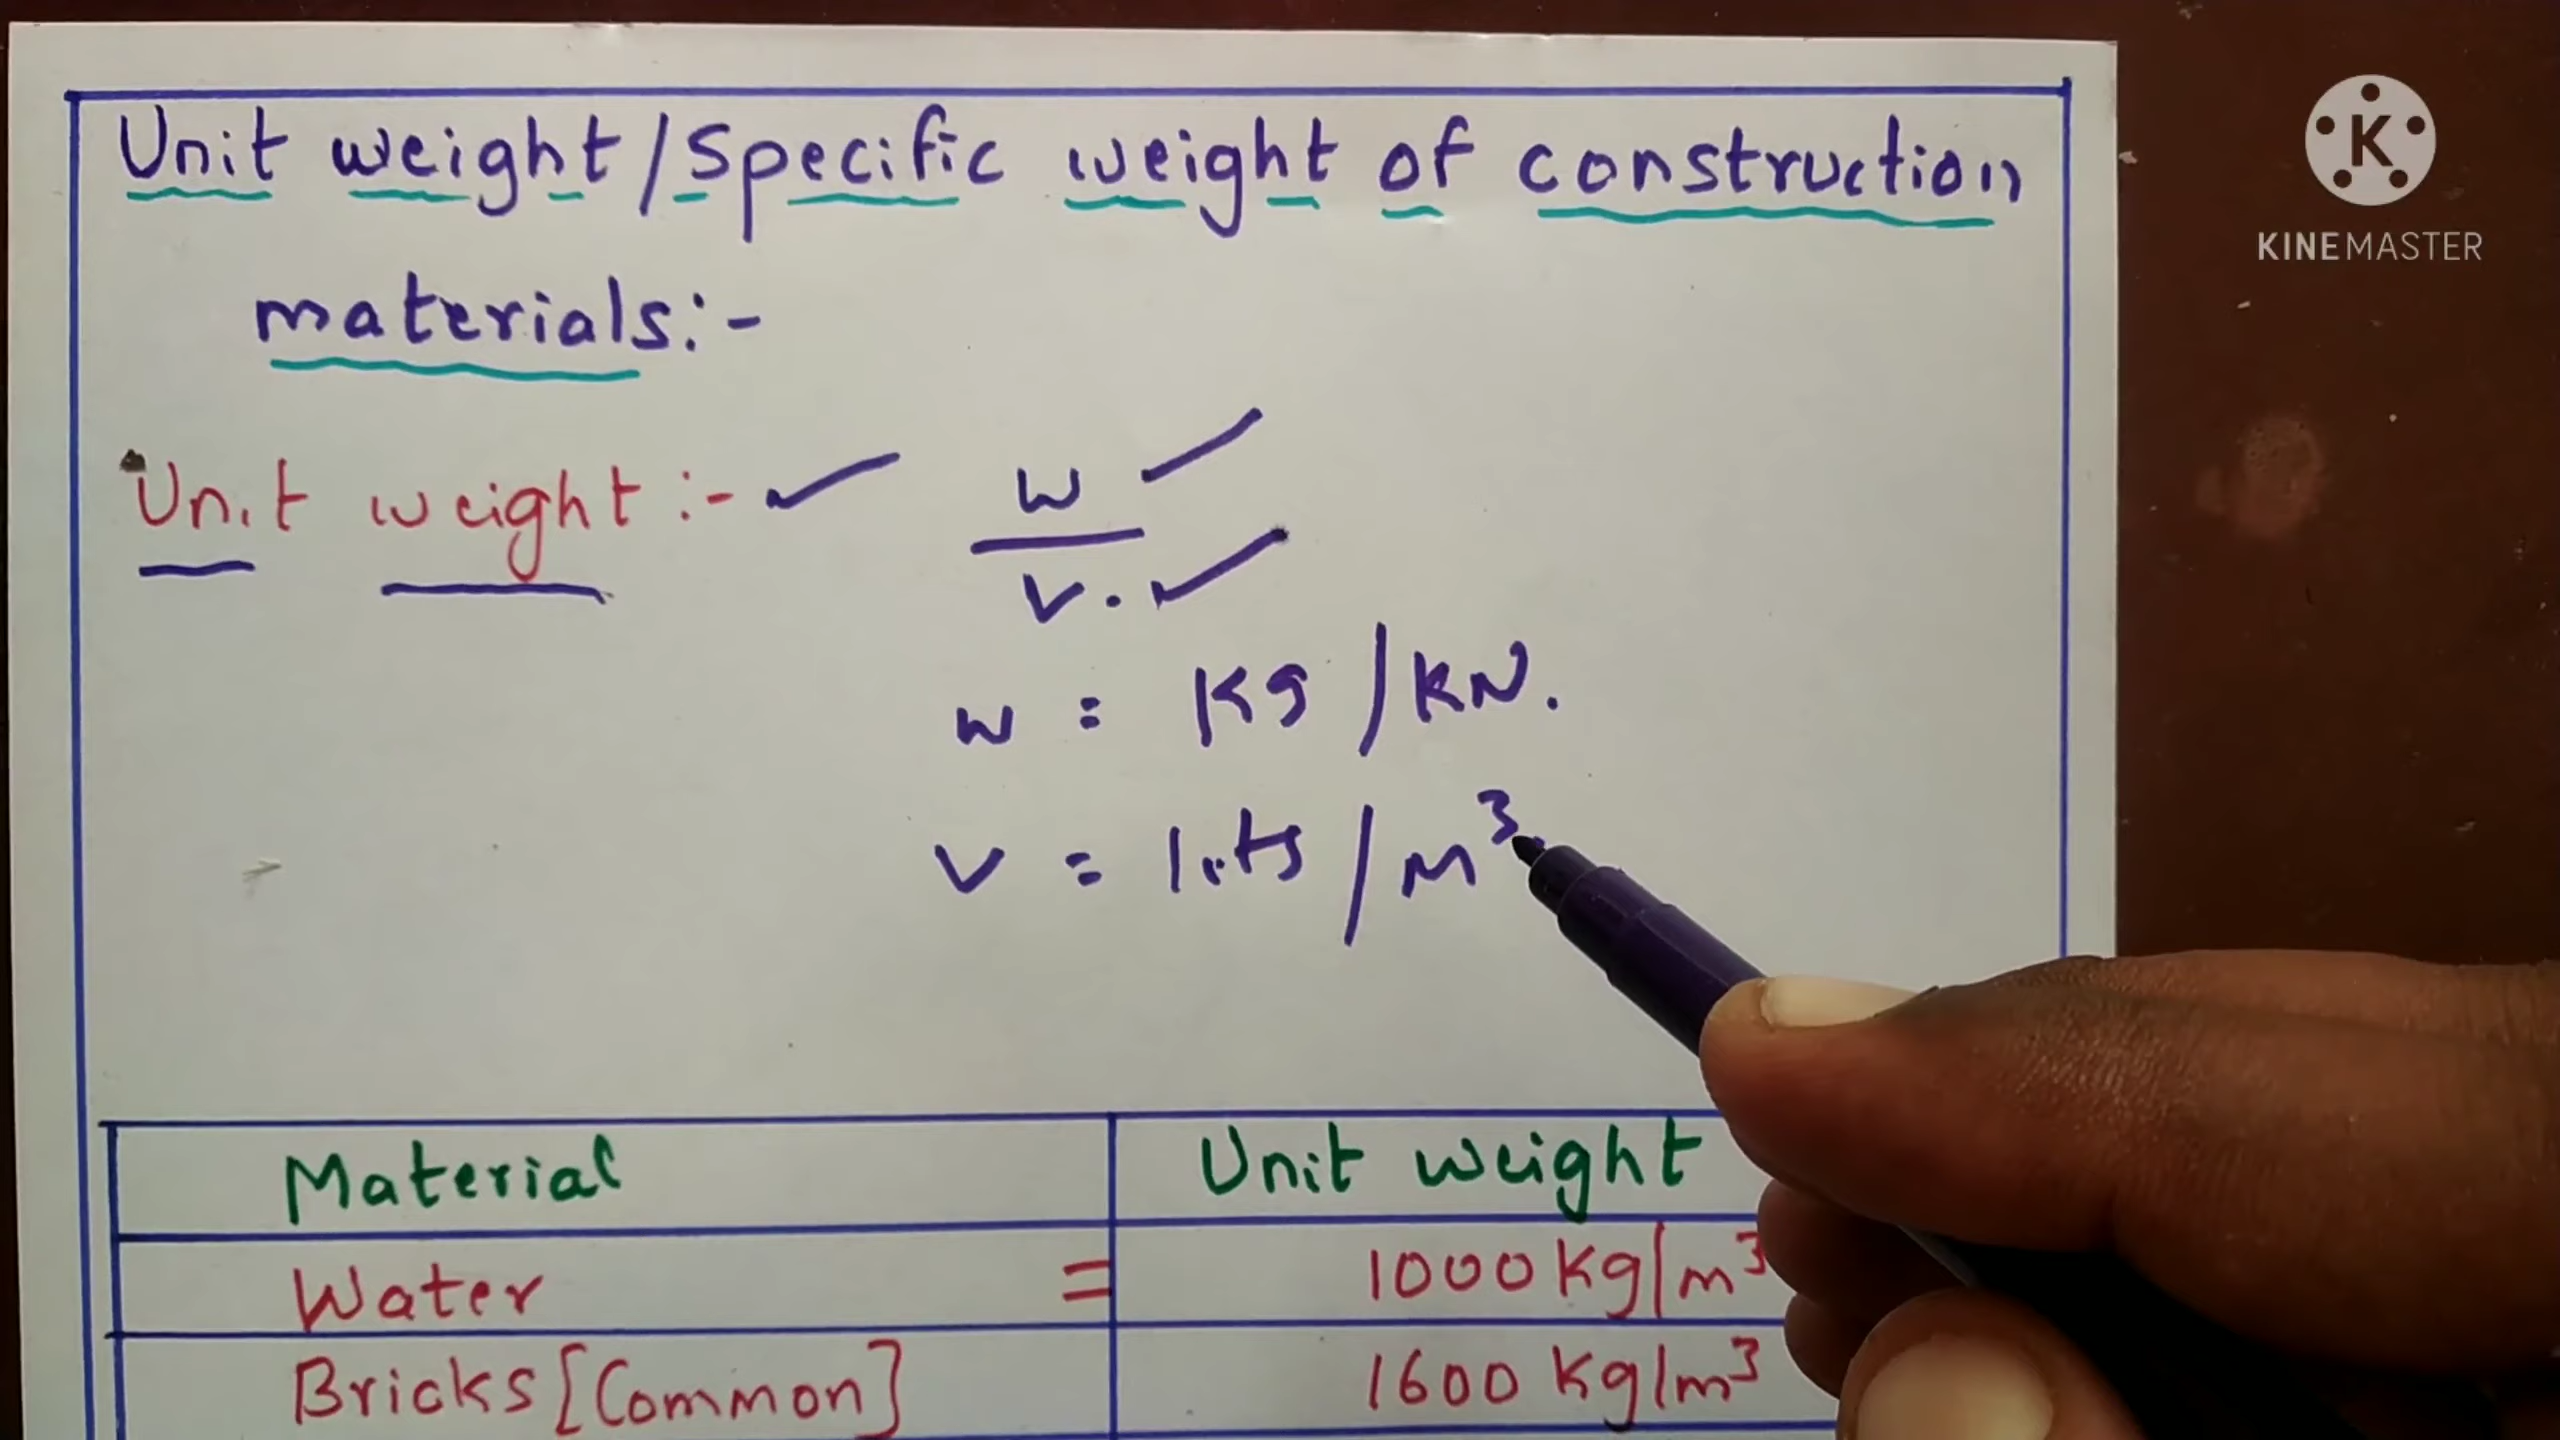 Unit weight/Specific weight of construction
materials:-
Unit weight:- w
v.
w = Kg/KN.
v = lits/m³
Material Unit weight
Water = 1000 Kg/m³
Bricks [Common] 1600 Kg/m³
K
KINEMASTER